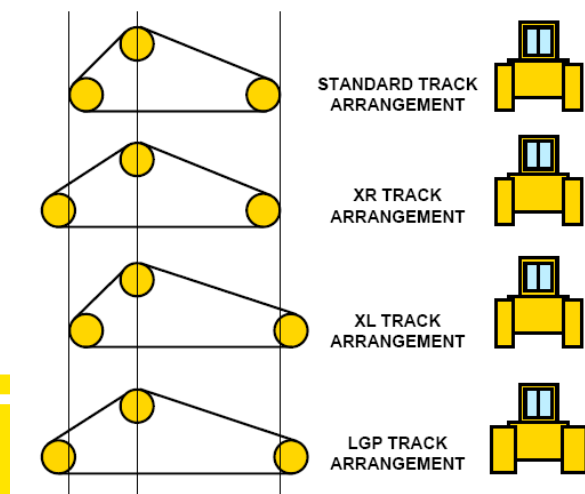 STANDARD TRACK
ARRANGEMENT
XR TRACK
ARRANGEMENT
XL TRACK
ARRANGEMENT
LGP TRACK
ARRANGEMENT